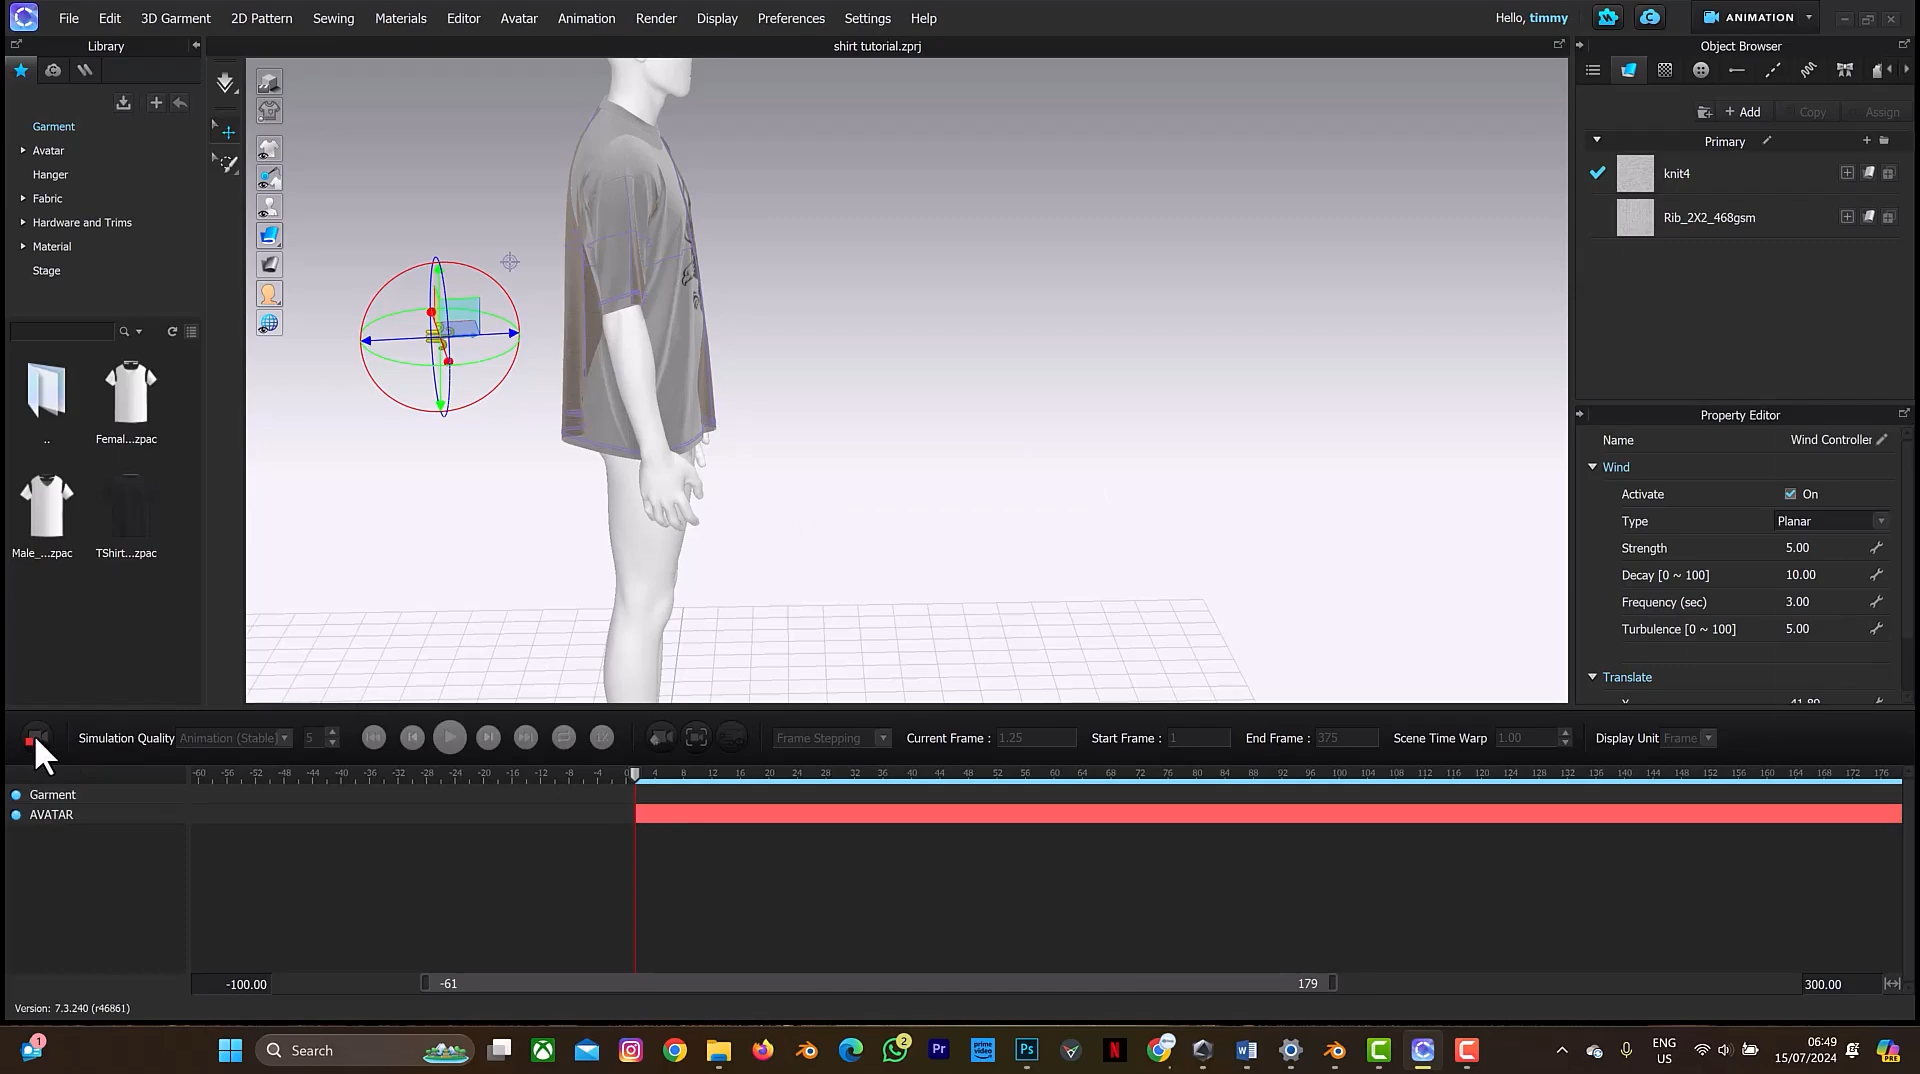 File Edit 3D Garment 2D Pattern Sewing Materials Editor Avatar Animation Render Display Preferences Settings Help Hello, timmy ANIMATION
Library shirt tutorial.zprj Object Browser
+ Add Copy Assign
Garment
Primary
Avatar
knit4
Hanger
Fabric
Rib_2X2_468gsm
Hardware and Trims
Material
Stage
..
Femal...zpac
Male_...zpac
TShirt...zpac
Property Editor
Name Wind Controller
Wind
Activate On
Type Planar
Strength 5.00
Decay [0 ~ 100] 10.00
Frequency (sec) 3.00
Turbulence [0 ~ 100] 5.00
Translate
Simulation Quality Animation (Stable) 5 Frame Stepping Current Frame : 1.25 Start Frame : 1 End Frame : 375 Scene Time Warp 1.00 Display Unit Frame
-60 -56 -52 -48 -44 -40 -36 -32 -28 -24 -20 -16 -12 -8 -4 0 4 8 12 16 20 24 28 32 36 40 44 48 52 56 60 64 68 72 76 80 84 88 92 96 100 104 108 112 116 120 124 128 132 136 140 144 148 152 156 160 164 168 172 176
Garment
AVATAR
-100.00 -61 179 300.00
Version: 7.3.240 (r46861)
1 Search 2 Pr prime video Ps N W C ENG US 06:49 15/07/2024 PRE